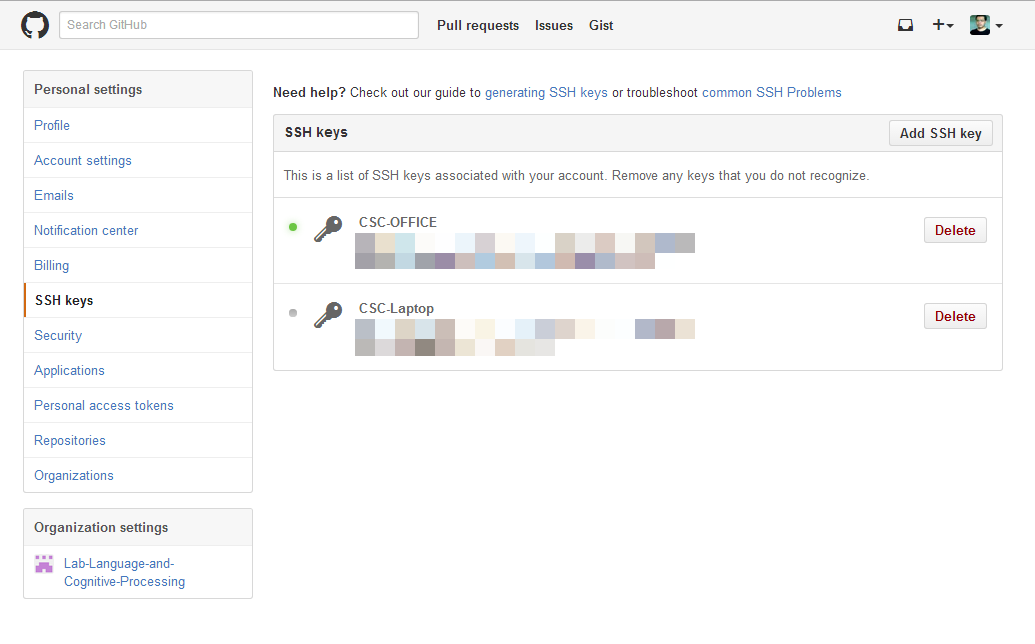 Search GitHub
Pull requests Issues Gist
Personal settings
Profile
Account settings
Emails
Notification center
Billing
SSH keys
Security
Applications
Personal access tokens
Repositories
Organizations
Organization settings
Lab-Language-and-
Cognitive-Processing
Need help? Check out our guide to generating SSH keys or troubleshoot common SSH Problems
SSH keys
Add SSH key
This is a list of SSH keys associated with your account. Remove any keys that you do not recognize.
CSC-OFFICE
Delete
CSC-Laptop
Delete